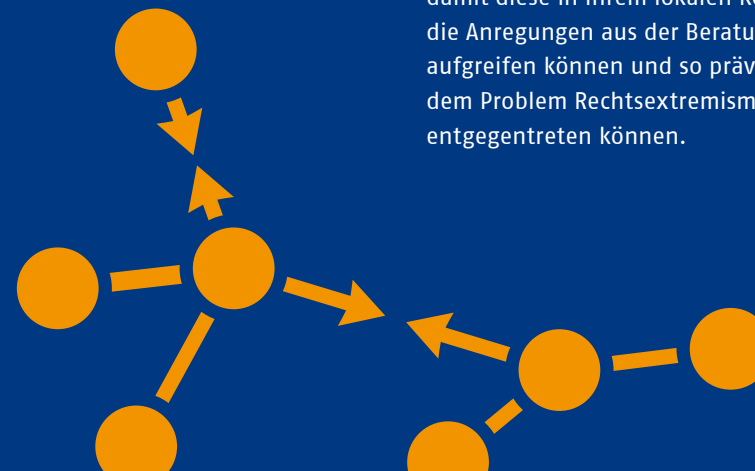 die Anregungen aus der Beratu
aufgreifen können und so präv
dem Problem Rechtsextremism
entgegentreten können.